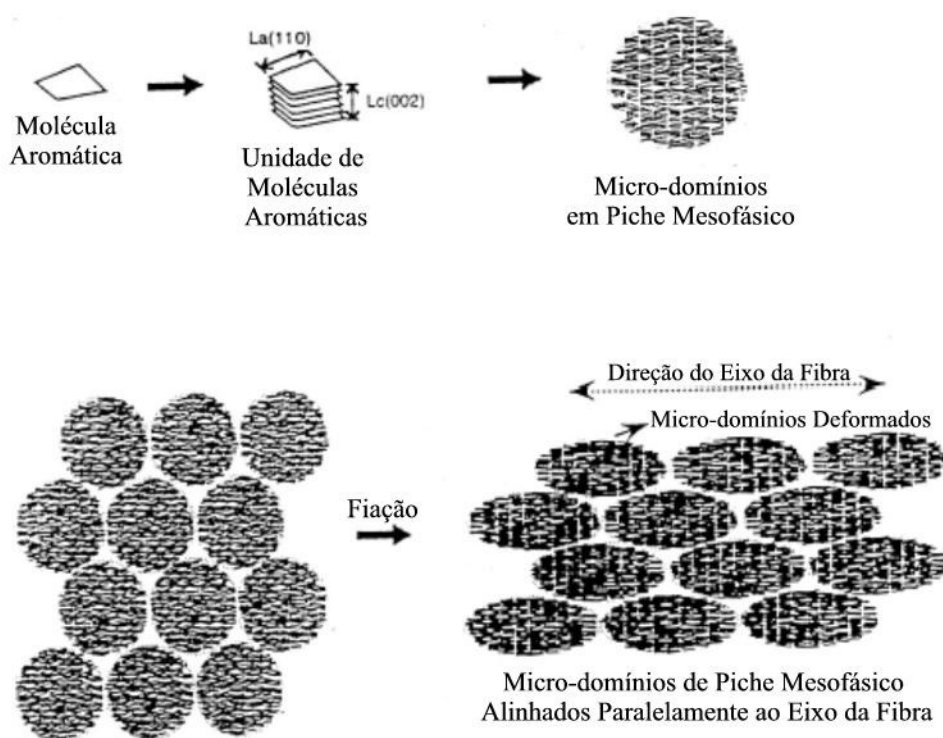 La(110)
Lc(002)
Molécula
Aromática
Unidade de
Moléculas
Aromáticas
Micro-domínios
em Piche Mesofásico
Direção do Eixo da Fibra
Micro-domínios Deformados
Fiação
Micro-domínios de Piche Mesofásico
Alinhados Paralelamente ao Eixo da Fibra